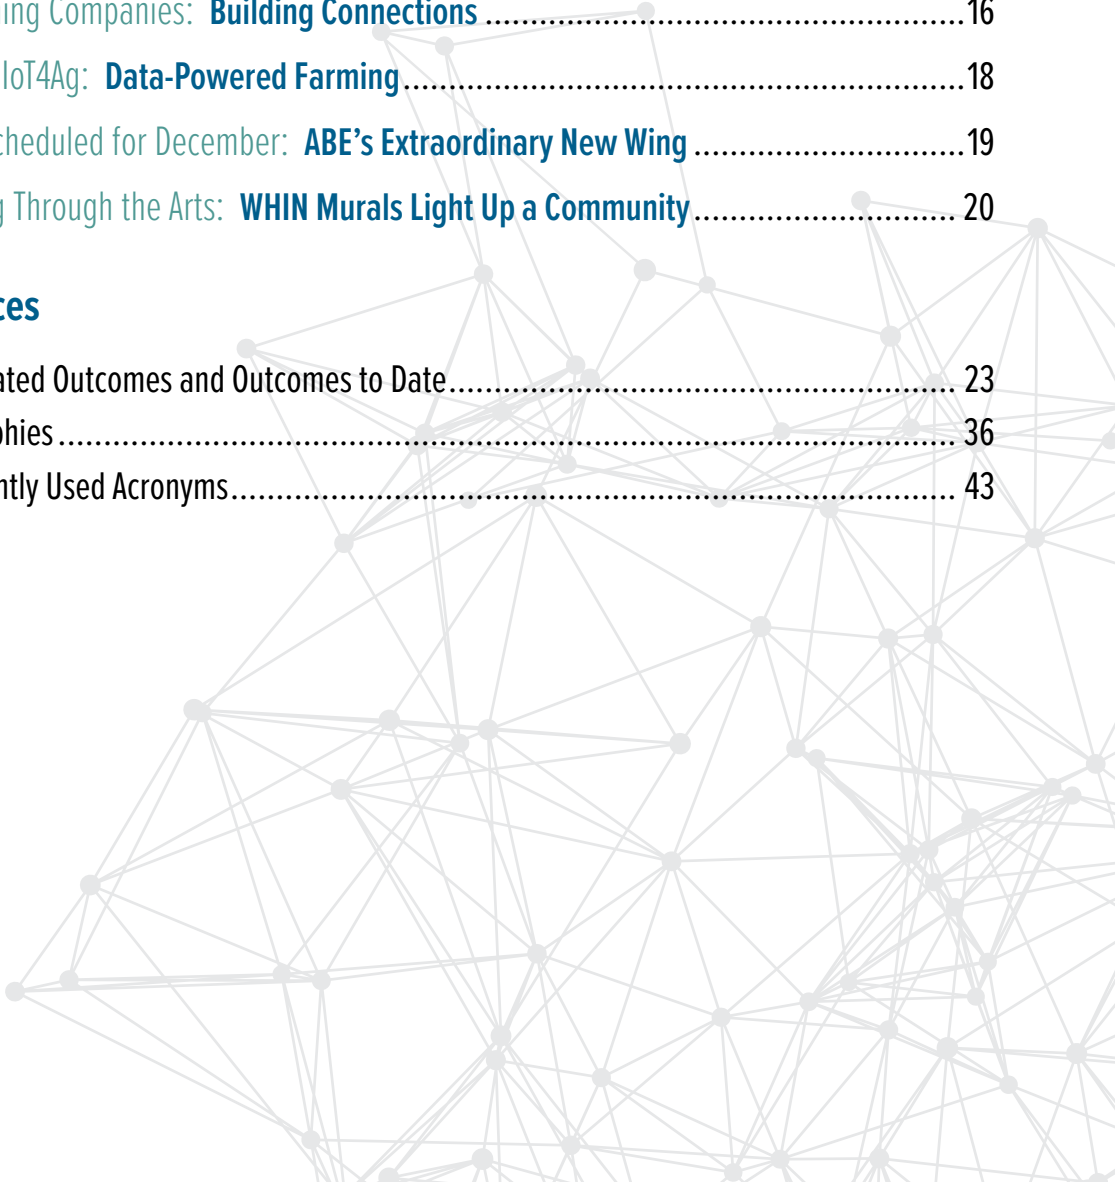 ning Companies: Building Connections ........................................................................ 16
IoT4Ag: Data-Powered Farming ........................................................................ 18
cheduled for December: ABE’s Extraordinary New Wing ........................................ 19
g Through the Arts: WHIN Murals Light Up a Community ........................................ 20
ces
ated Outcomes and Outcomes to Date ........................................................................ 23
phies ........................................................................ 36
ntly Used Acronyms ........................................................................ 43